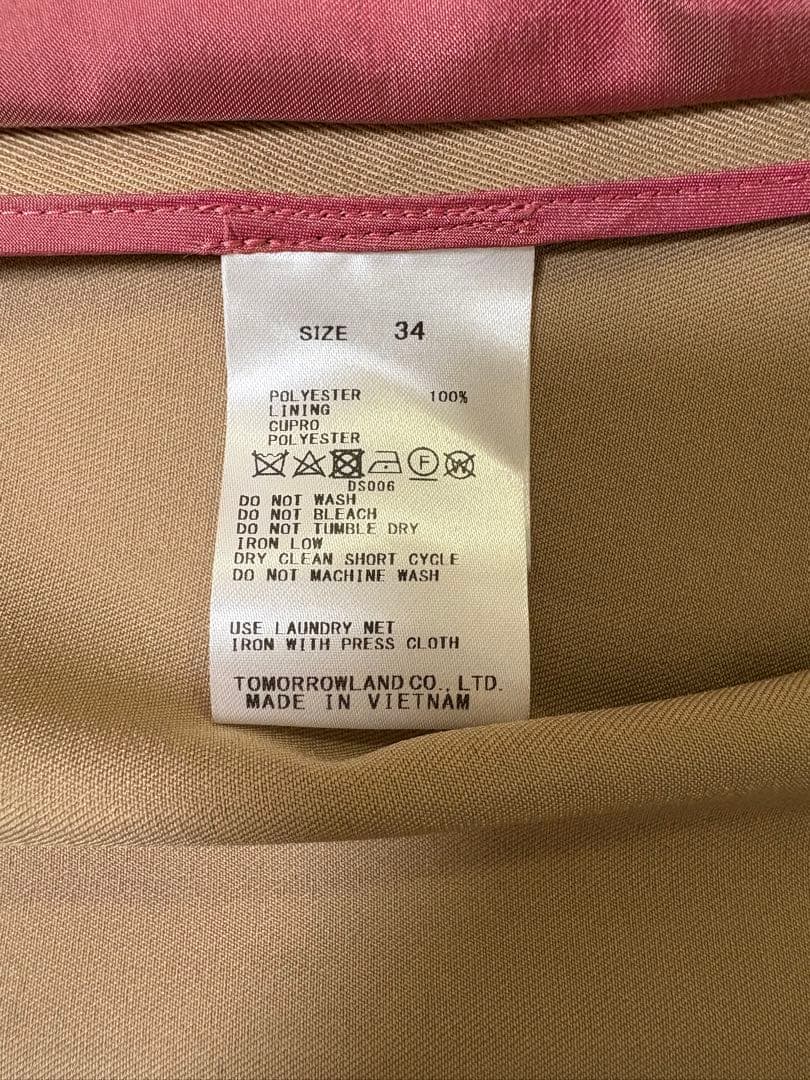 SIZE 34
POLYESTER 100%
LINING
CUPRO
POLYESTER
F W
DS006
DO NOT WASH
DO NOT BLEACH
DO NOT TUMBLE DRY
IRON LOW
DRY CLEAN SHORT CYCLE
DO NOT MACHINE WASH
USE LAUNDRY NET
IRON WITH PRESS CLOTH
TOMORROWLAND CO., LTD.
MADE IN VIETNAM